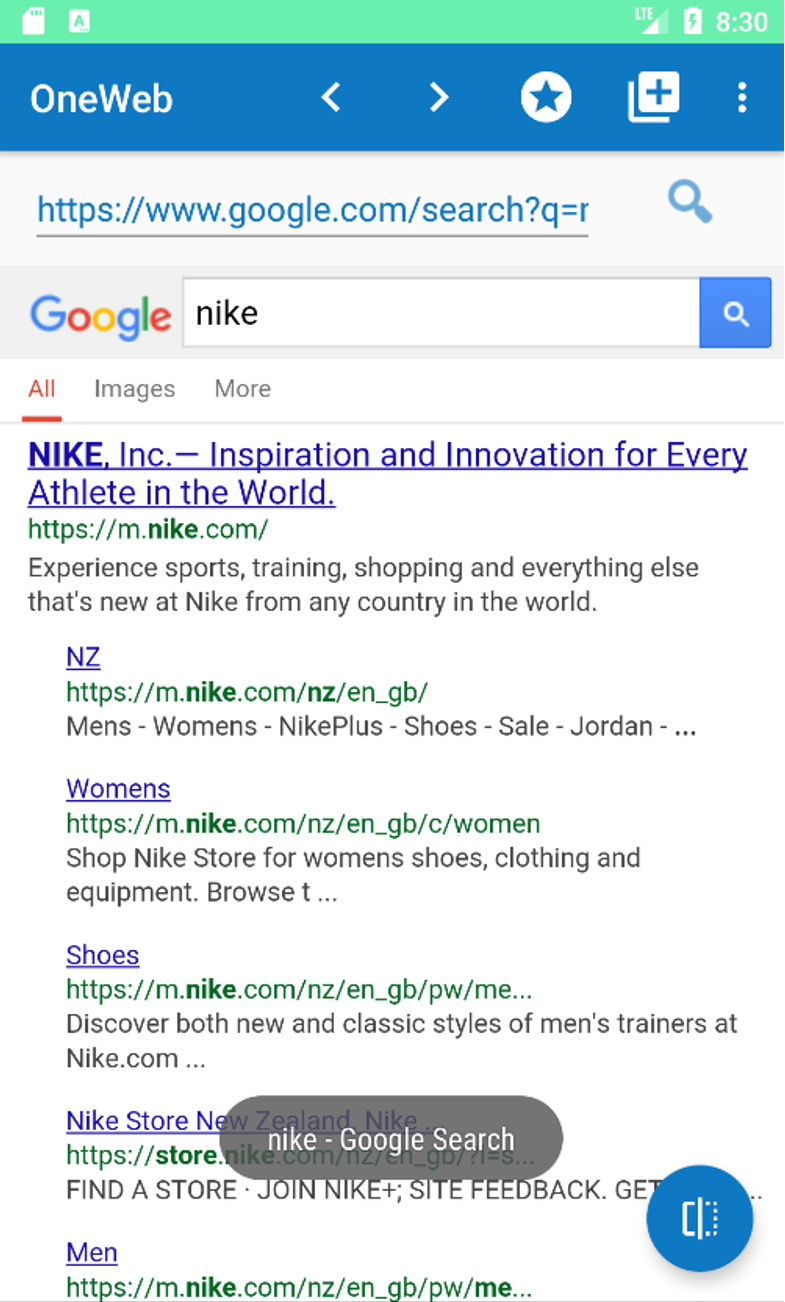 LTE 8:30
OneWeb
https://www.google.com/search?q=r
Google nike
All Images More
NIKE, Inc.— Inspiration and Innovation for Every
Athlete in the World.
https://m.nike.com/
Experience sports, training, shopping and everything else
that's new at Nike from any country in the world.
NZ
https://m.nike.com/nz/en_gb/
Mens - Womens - NikePlus - Shoes - Sale - Jordan - ...
Womens
https://m.nike.com/nz/en_gb/c/women
Shop Nike Store for womens shoes, clothing and
equipment. Browse t ...
Shoes
https://m.nike.com/nz/en_gb/pw/me...
Discover both new and classic styles of men's trainers at
Nike.com ...
Nike Store New Zealand. Nike ...
nike - Google Search
https://store.nike.com/nz/en_gb/?l=s...
FIND A STORE · JOIN NIKE+; SITE FEEDBACK. GET ..
Men
https://m.nike.com/nz/en_gb/pw/me...